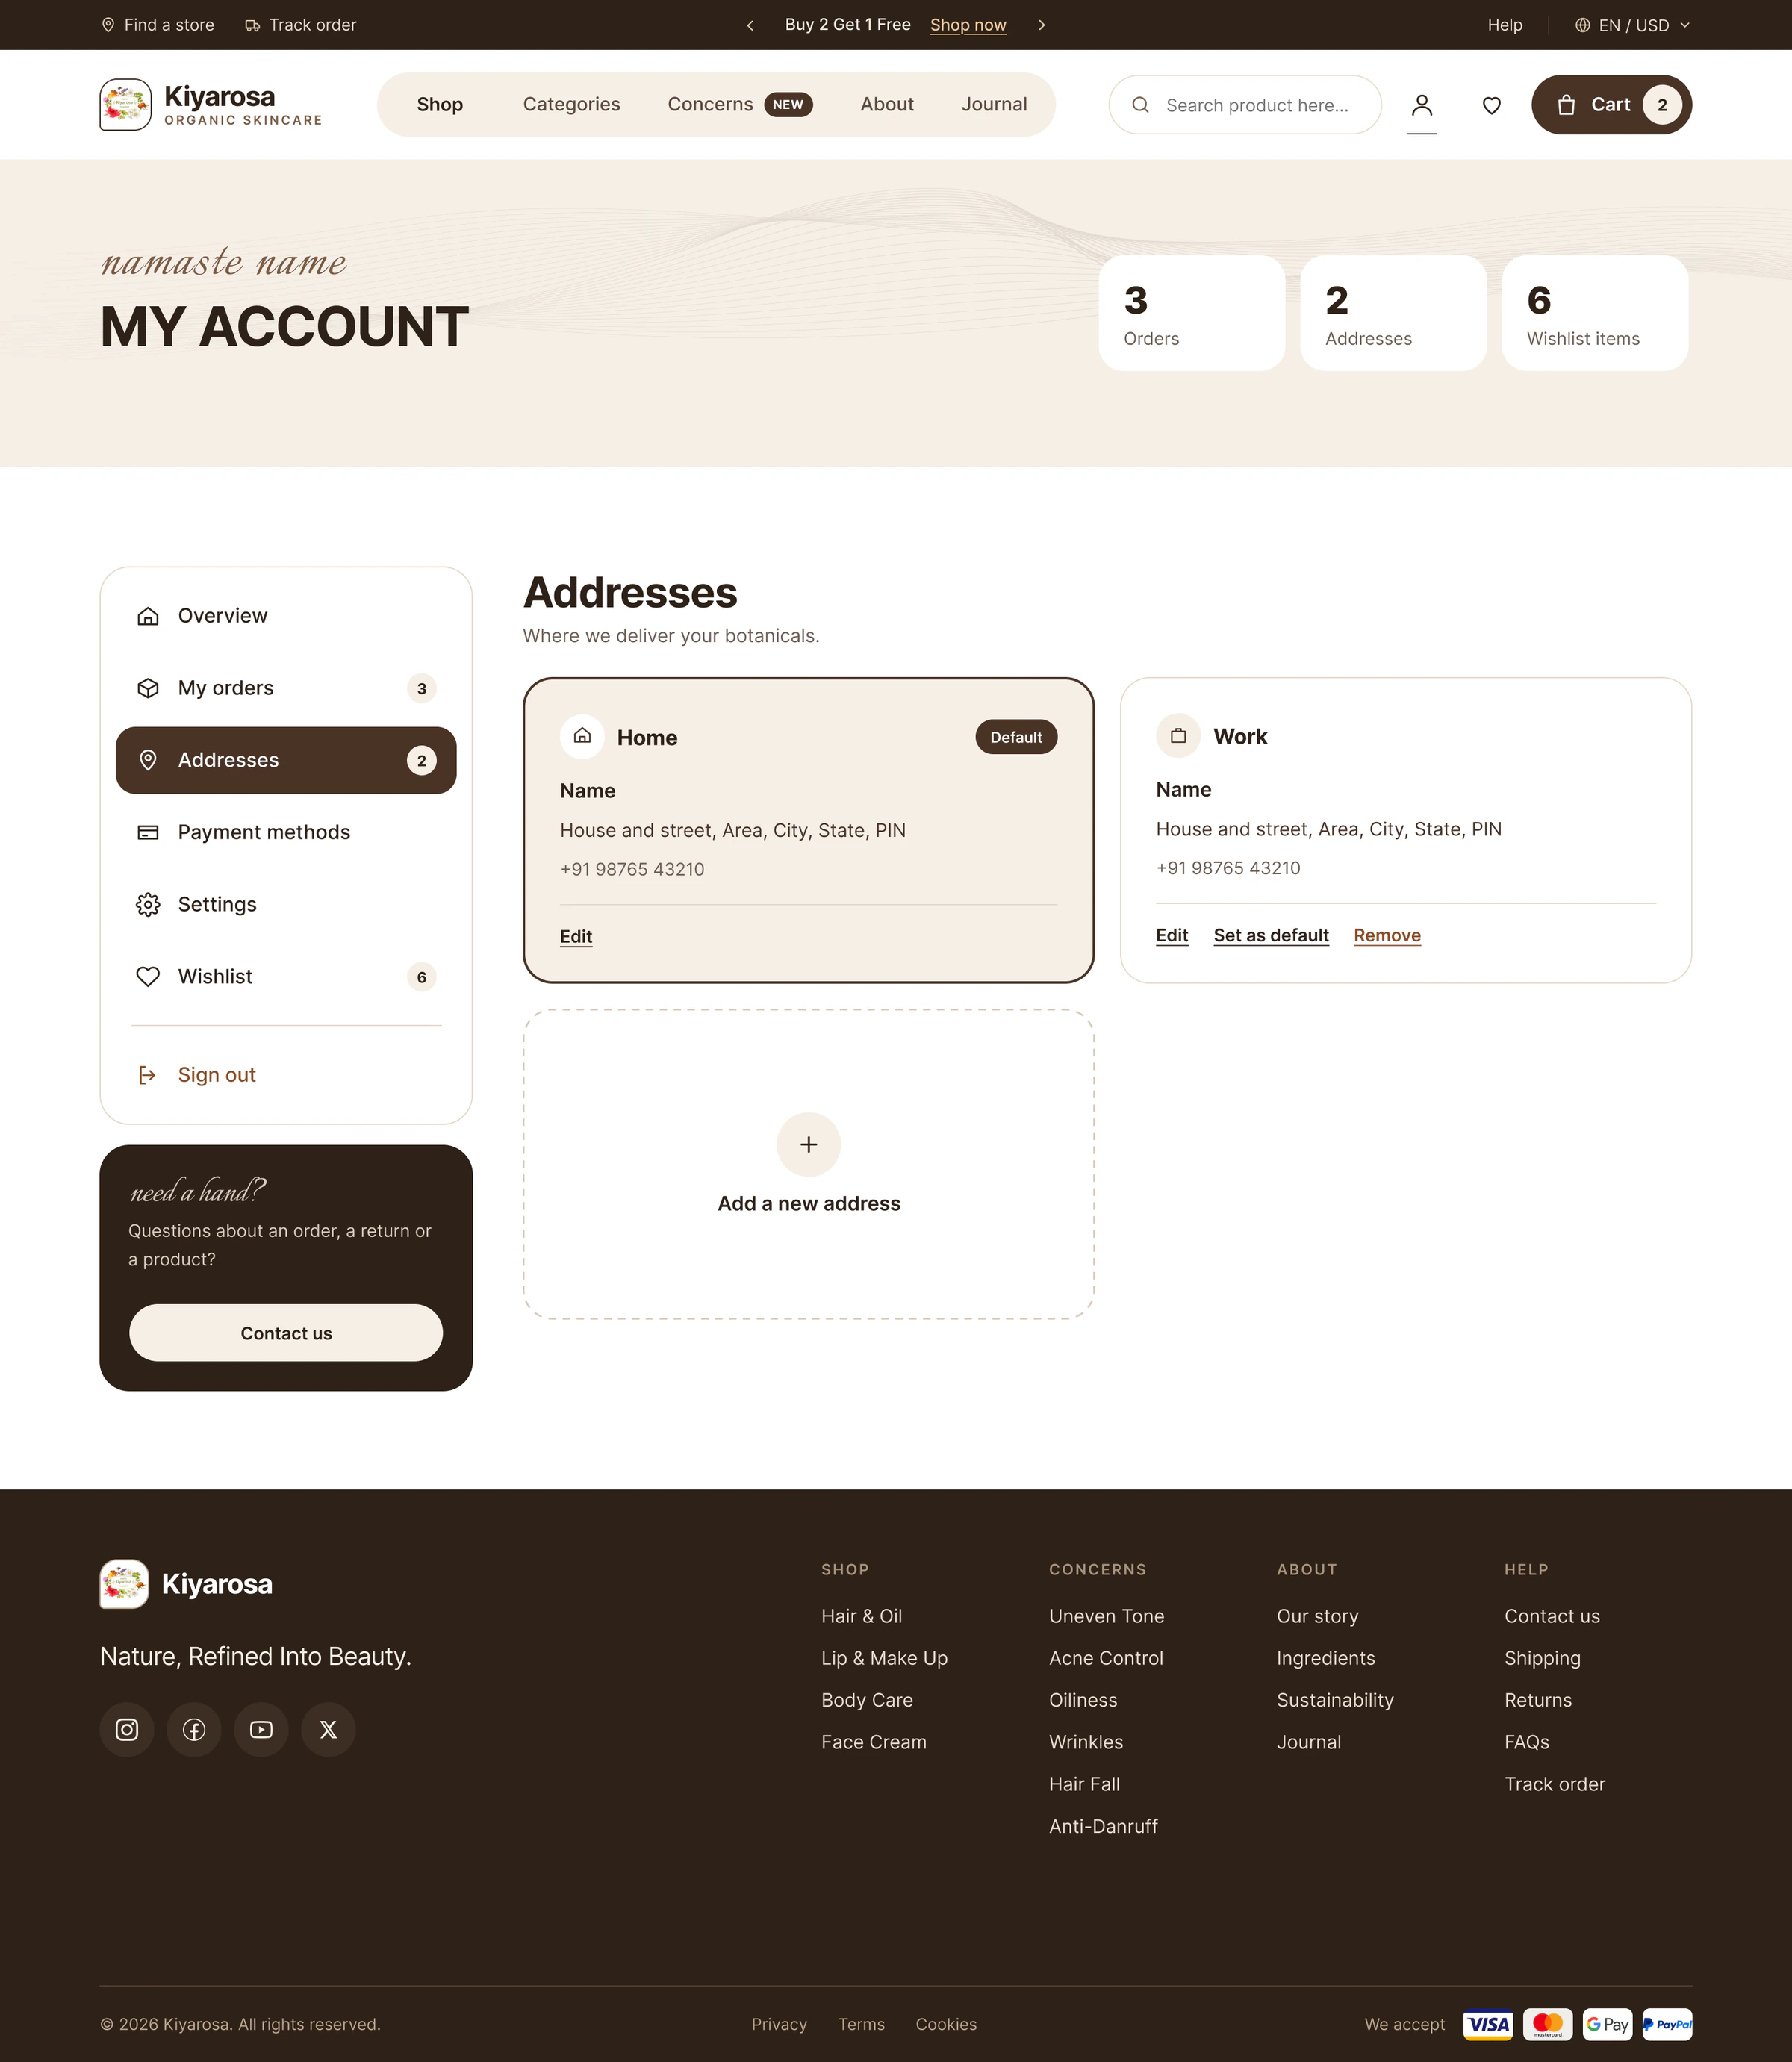 Find a store
Track order
Buy 2 Get 1 Free Shop now
Help
EN / USD
Kiyarosa
ORGANIC SKINCARE
Shop
Categories
Concerns NEW
About
Journal
Search product here...
Cart 2
namaste name
MY ACCOUNT
3
Orders
2
Addresses
6
Wishlist items
Overview
My orders 3
Addresses 2
Payment methods
Settings
Wishlist 6
Sign out
need a hand?
Questions about an order, a return or
a product?
Contact us
Addresses
Where we deliver your botanicals.
Home Default
Name
House and street, Area, City, State, PIN
+91 98765 43210
Edit
Work
Name
House and street, Area, City, State, PIN
+91 98765 43210
Edit Set as default Remove
Add a new address
Kiyarosa
Nature, Refined Into Beauty.
SHOP
Hair & Oil
Lip & Make Up
Body Care
Face Cream
CONCERNS
Uneven Tone
Acne Control
Oiliness
Wrinkles
Hair Fall
Anti-Danruff
ABOUT
Our story
Ingredients
Sustainability
Journal
HELP
Contact us
Shipping
Returns
FAQs
Track order
© 2026 Kiyarosa. All rights reserved.
Privacy
Terms
Cookies
We accept
VISA
mastercard
G Pay
PayPal